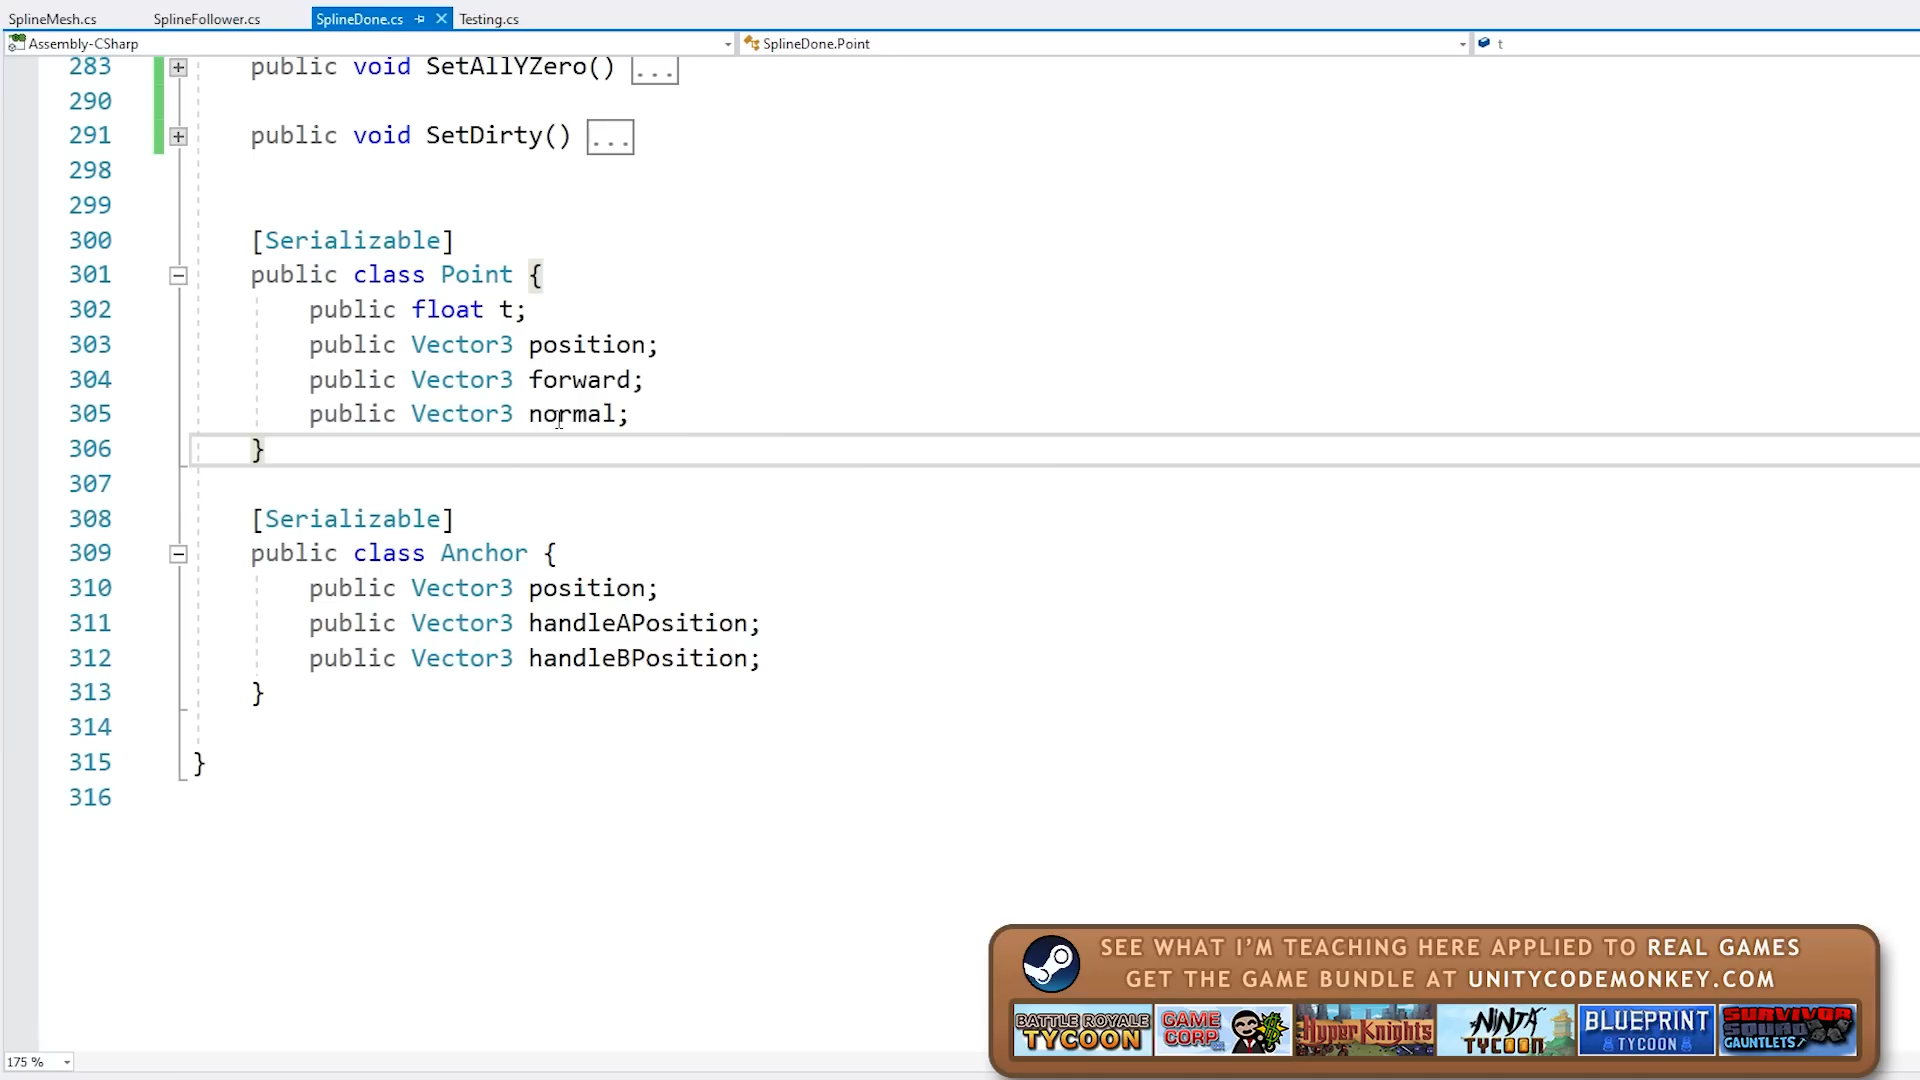 SplineMesh.cs SplineFollower.cs SplineDone.cs Testing.cs
Assembly-CSharp SplineDone.Point t
283 public void SetAllYZero() ...
290
291 public void SetDirty() ...
298
299
300 [Serializable]
301 public class Point {
302 public float t;
303 public Vector3 position;
304 public Vector3 forward;
305 public Vector3 normal;
306 }
307
308 [Serializable]
309 public class Anchor {
310 public Vector3 position;
311 public Vector3 handleAPosition;
312 public Vector3 handleBPosition;
313 }
314
315 }
316
SEE WHAT I'M TEACHING HERE APPLIED TO REAL GAMES
GET THE GAME BUNDLE AT UNITYCODEMONKEY.COM
BATTLE ROYALE TYCOON
GAME CORP
HYPER KNIGHTS
NINJA TYCOON
BLUEPRINT TYCOON
SURVIVOR SQUAD GAUNTLETS
175 %